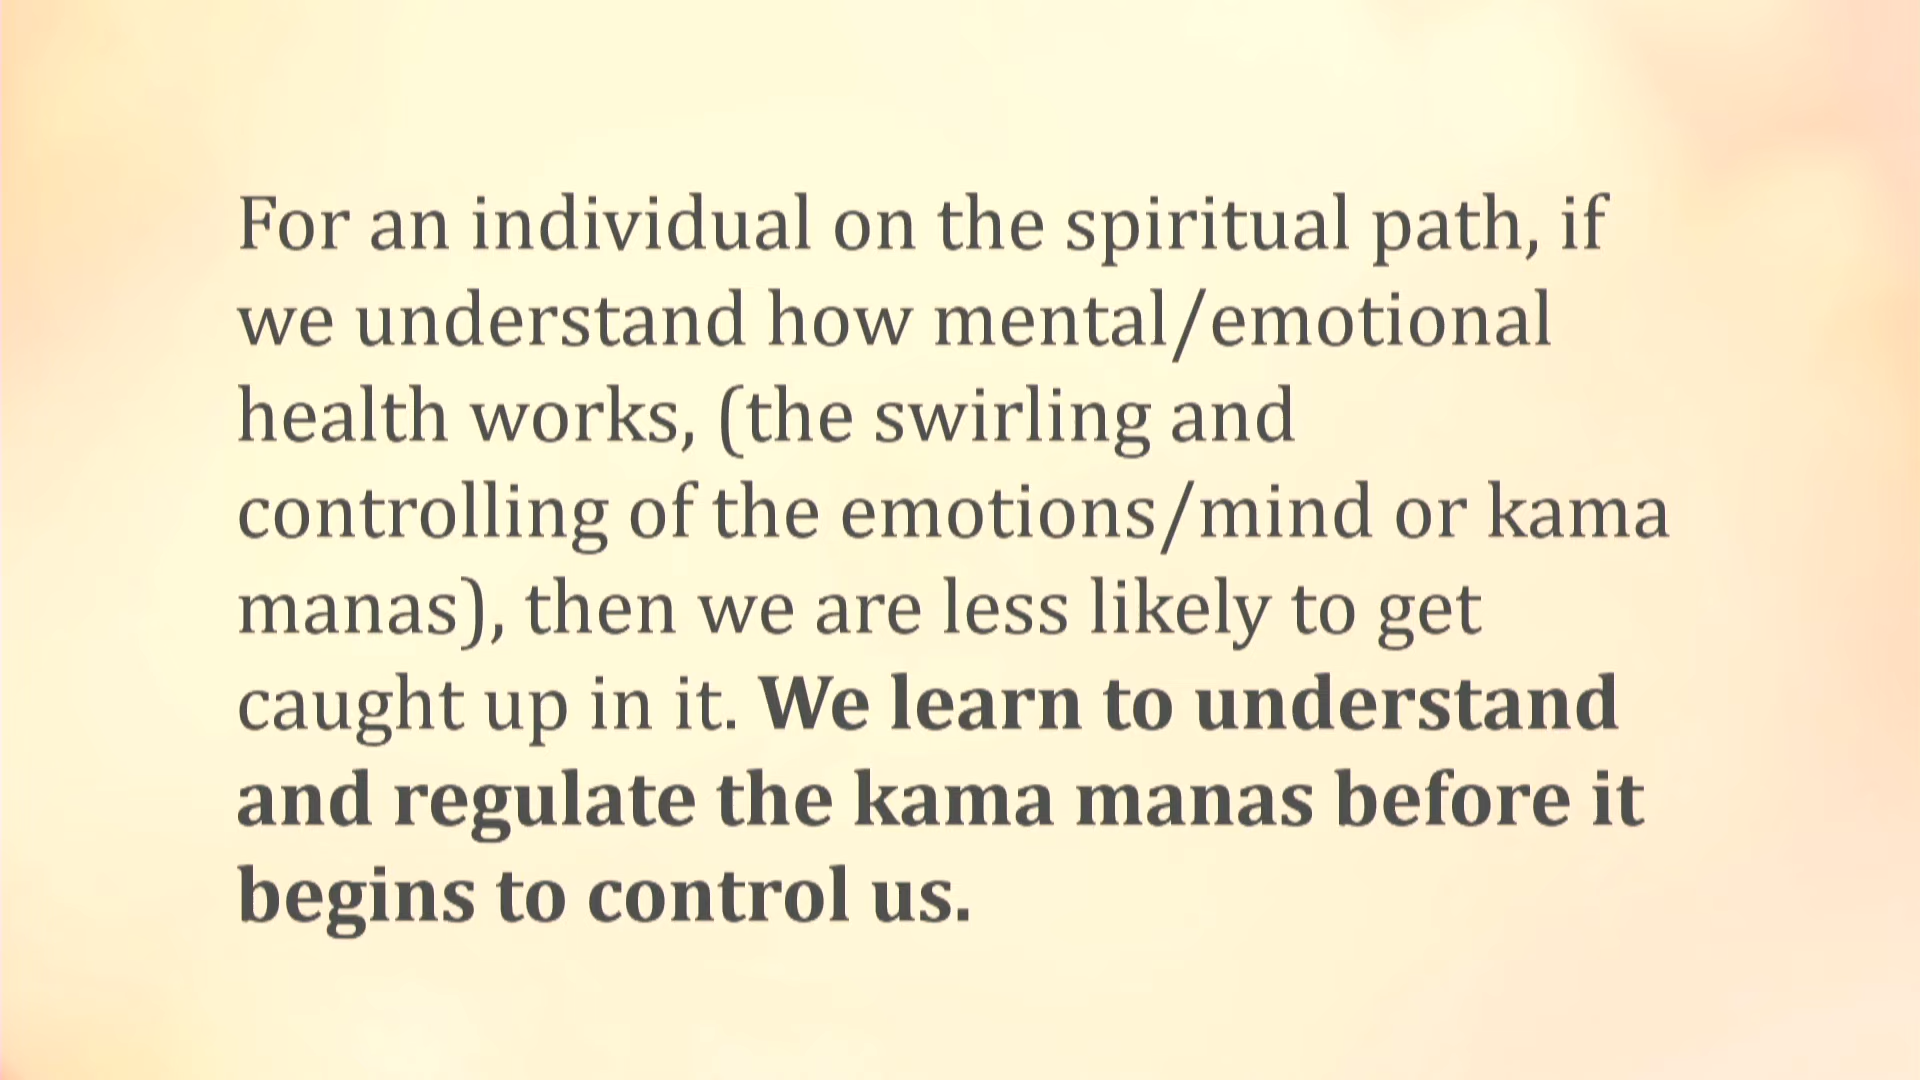 For an individual on the spiritual path, if
we understand how mental/emotional
health works, (the swirling and
controlling of the emotions/mind or kama
manas), then we are less likely to get
caught up in it. We learn to understand
and regulate the kama manas before it
begins to control us.